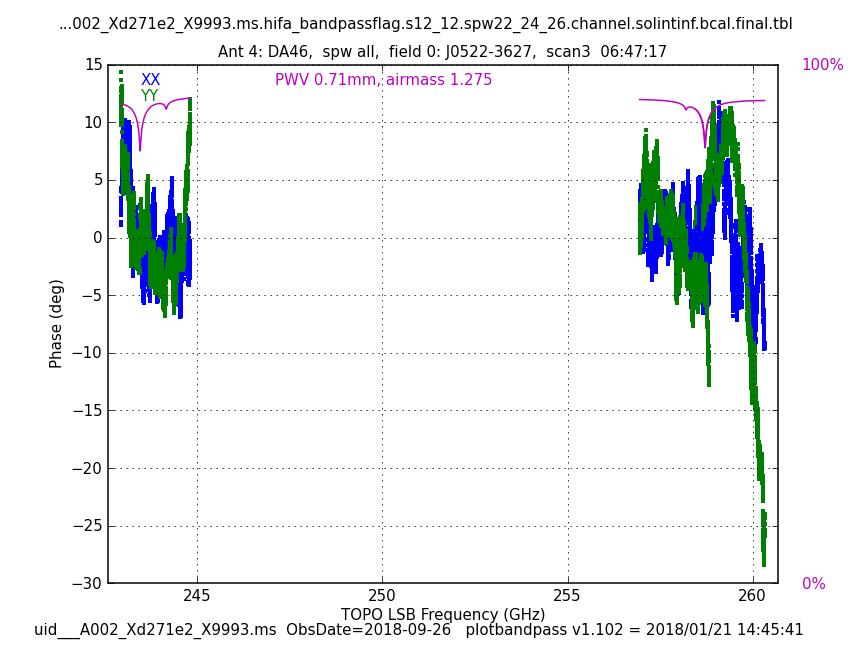 ...002_Xd271e2_X9993.ms.hifa_bandpassflag.s12_12.spw22_24_26.channel.solintinf.bcal.final.tbl
Ant 4: DA46, spw all, field 0: J0522-3627, scan3 06:47:17
XX
YY
PWV 0.71mm, airmass 1.275
100%
0%
15
10
5
0
−5
−10
−15
−20
−25
−30
Phase (deg)
245
250
255
260
TOPO LSB Frequency (GHz)
uid___A002_Xd271e2_X9993.ms ObsDate=2018-09-26 plotbandpass v1.102 = 2018/01/21 14:45:41